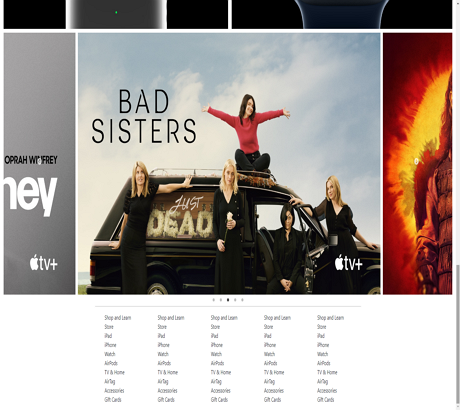 OPRAH WINFREY
ney
tv+
BAD
SISTERS
JUST
DEAD
tv+
Shop and Learn
Store
iPad
iPhone
Watch
AirPods
TV & Home
AirTag
Accessories
Gift Cards
Shop and Learn
Store
iPad
iPhone
Watch
AirPods
TV & Home
AirTag
Accessories
Gift Cards
Shop and Learn
Store
iPad
iPhone
Watch
AirPods
TV & Home
AirTag
Accessories
Gift Cards
Shop and Learn
Store
iPad
iPhone
Watch
AirPods
TV & Home
AirTag
Accessories
Gift Cards
Shop and Learn
Store
iPad
iPhone
Watch
AirPods
TV & Home
AirTag
Accessories
Gift Cards